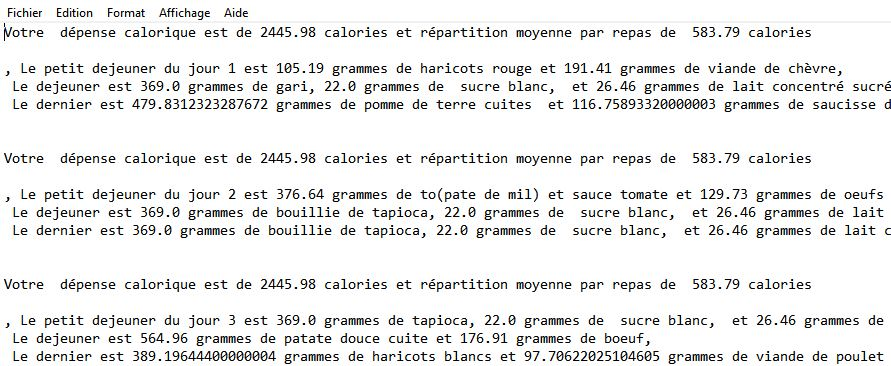 Fichier Edition Format Affichage Aide
Votre  dépense calorique est de 2445.98 calories et répartition moyenne par repas de  583.79 calories
, Le petit dejeuner du jour 1 est 105.19 grammes de haricots rouge et 191.41 grammes de viande de chèvre,
Le dejeuner est 369.0 grammes de gari, 22.0 grammes de  sucre blanc,  et 26.46 grammes de lait concentré sucré
Le dernier est 479.8312323287672 grammes de pomme de terre cuites  et 116.75893320000003 grammes de saucisse d
Votre  dépense calorique est de 2445.98 calories et répartition moyenne par repas de  583.79 calories
, Le petit dejeuner du jour 2 est 376.64 grammes de to(pate de mil) et sauce tomate et 129.73 grammes de oeufs
Le dejeuner est 369.0 grammes de bouillie de tapioca, 22.0 grammes de  sucre blanc,  et 26.46 grammes de lait
Le dernier est 369.0 grammes de bouillie de tapioca, 22.0 grammes de  sucre blanc,  et 26.46 grammes de lait c
Votre  dépense calorique est de 2445.98 calories et répartition moyenne par repas de  583.79 calories
, Le petit dejeuner du jour 3 est 369.0 grammes de tapioca, 22.0 grammes de  sucre blanc,  et 26.46 grammes de
Le dejeuner est 564.96 grammes de patate douce cuite et 176.91 grammes de boeuf,
Le dernier est 389.19644400000004 grammes de haricots blancs et 97.70622025104605 grammes de viande de poulet